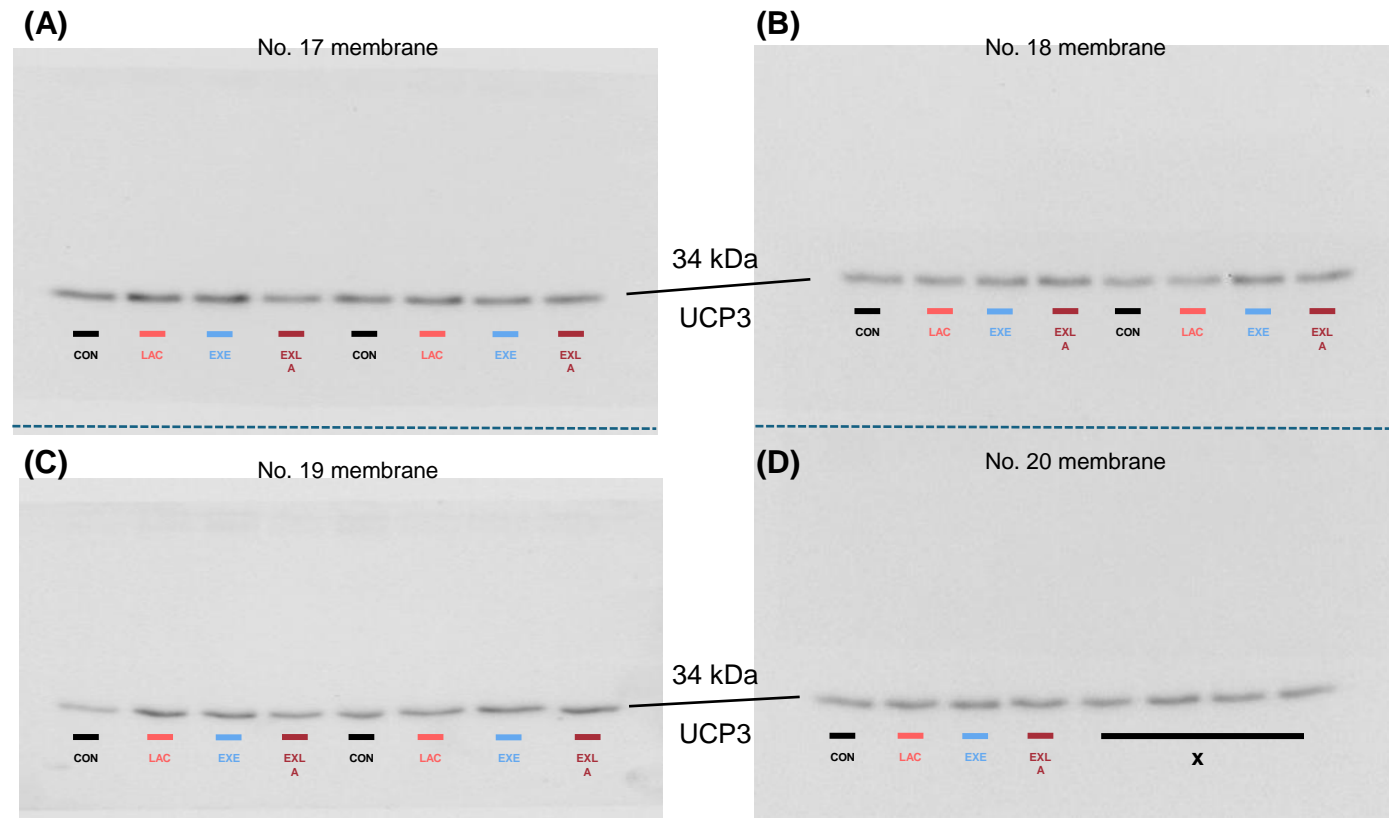 (A)
No. 17 membrane
(B)
No. 18 membrane
34 kDa
UCP3
CON LAC EXE EXL A CON LAC EXE EXL A
CON LAC EXE EXL A CON LAC EXE EXL A
(C)
No. 19 membrane
(D)
No. 20 membrane
34 kDa
UCP3
CON LAC EXE EXL A CON LAC EXE EXL A
CON LAC EXE EXL A x